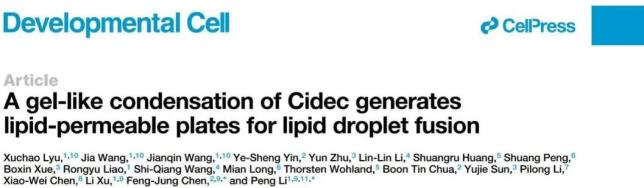 Developmental Cell
CellPress
Article
A gel-like condensation of Cidec generates
lipid-permeable plates for lipid droplet fusion
Xuchao Lyu,1,10 Jia Wang,1,10 Jianqin Wang,1,10 Ye-Sheng Yin,2 Yun Zhu,3 Lin-Lin Li,4 Shuangru Huang,5 Shuang Peng,6
Boxin Xue,3 Rongyu Liao,1 Shi-Qiang Wang,4 Mian Long,6 Thorsten Wohland,5 Boon Tin Chua,2 Yujie Sun,3 Pilong Li,7
Xiao-Wei Chen,8 Li Xu,1,9 Feng-Jung Chen,2,9,* and Peng Li1,9,11,*